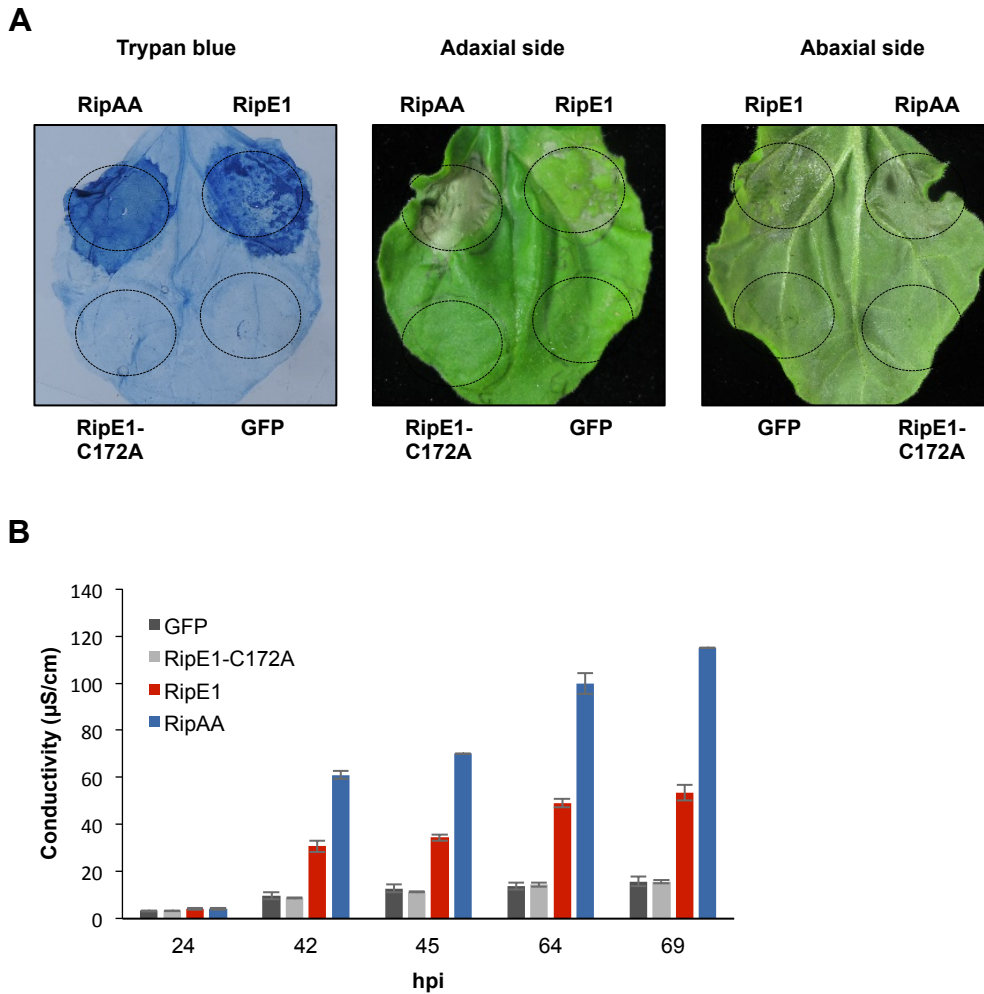 A
Trypan blue
Adaxial side
Abaxial side
RipAA
RipE1
RipAA
RipE1
RipE1
RipAA
RipE1-
C172A
GFP
RipE1-
C172A
GFP
GFP
RipE1-
C172A
B
Conductivity (µS/cm)
140
120
100
80
60
40
20
0
GFP
RipE1-C172A
RipE1
RipAA
24
42
45
64
69
hpi